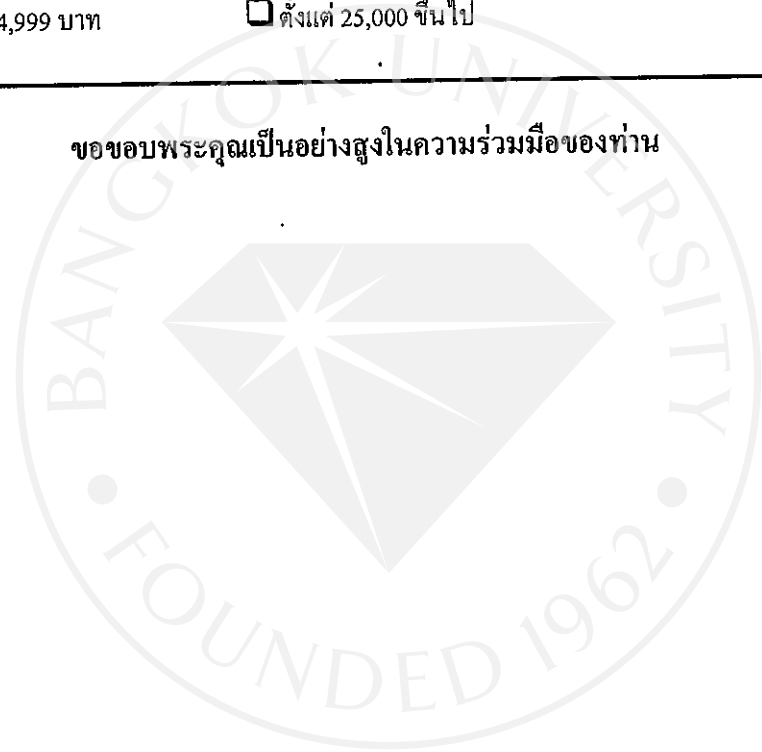 4,999 บาท ❑ ตั้งแต่ 25,000 ขึ้นไป
ขอขอบพระคุณเป็นอย่างสูงในความร่วมมือของท่าน
BANGKOK UNIVERSITY
• FOUNDED 1962 •